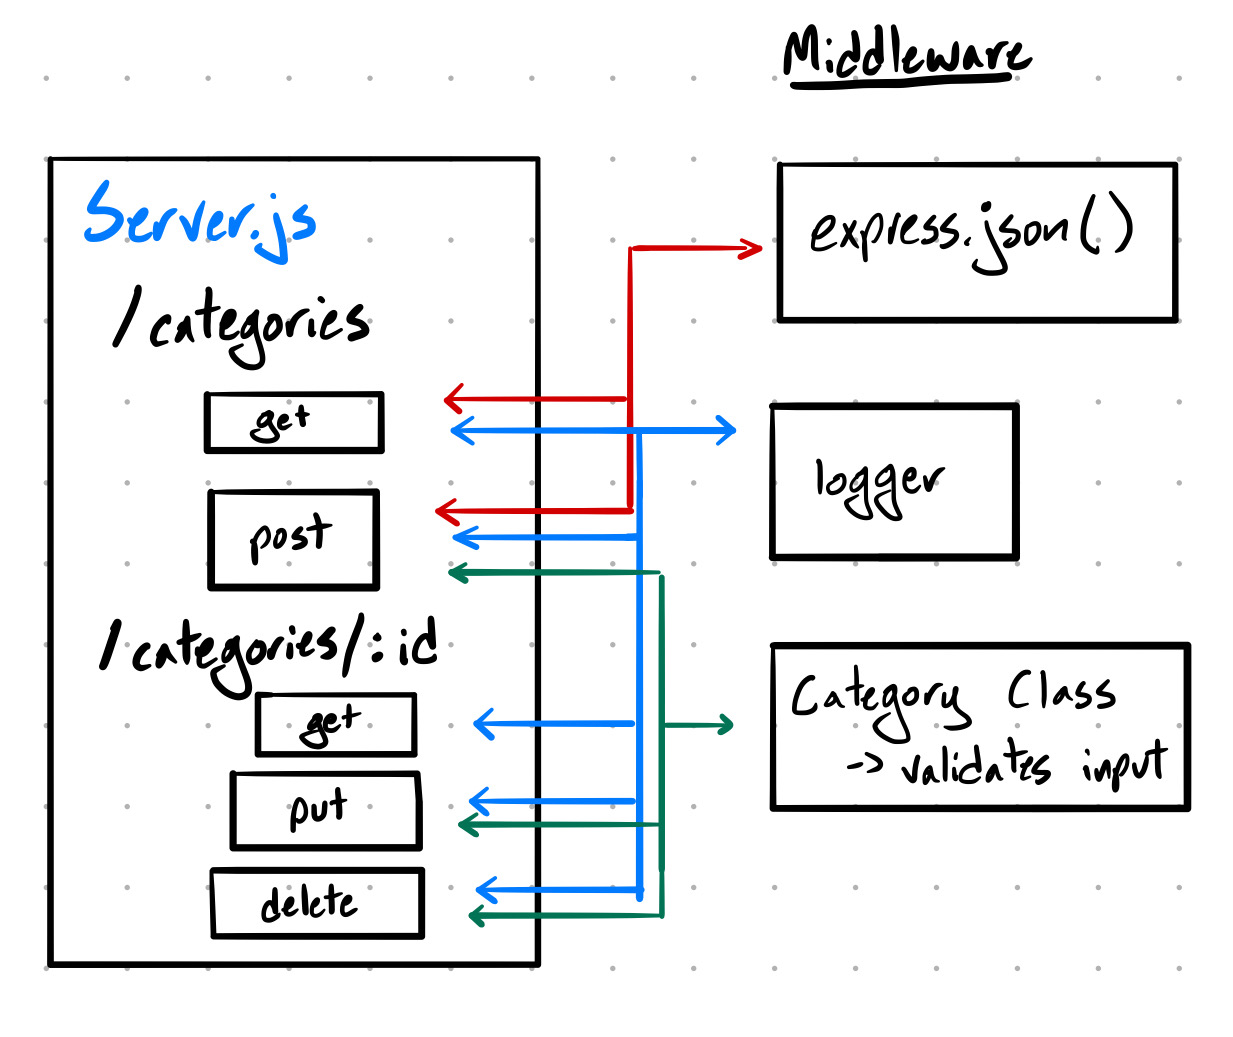 Middleware
Server.js
/categories
get
post
/categories/:id
get
put
delete
express.json()
logger
Category Class
-> validates input